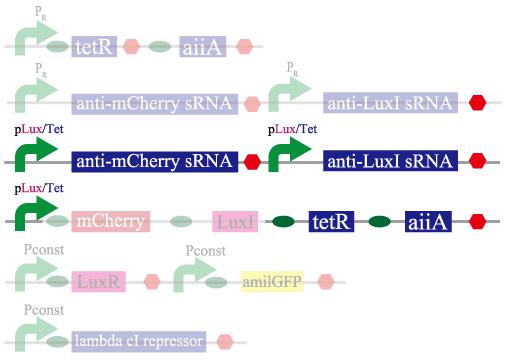 P_R
tetR aiiA
P_R P_R
anti-mCherry sRNA anti-LuxI sRNA
pLux/Tet pLux/Tet
anti-mCherry sRNA anti-LuxI sRNA
pLux/Tet
mCherry LuxI tetR aiiA
Pconst Pconst
LuxR amilGFP
Pconst
lambda cI repressor